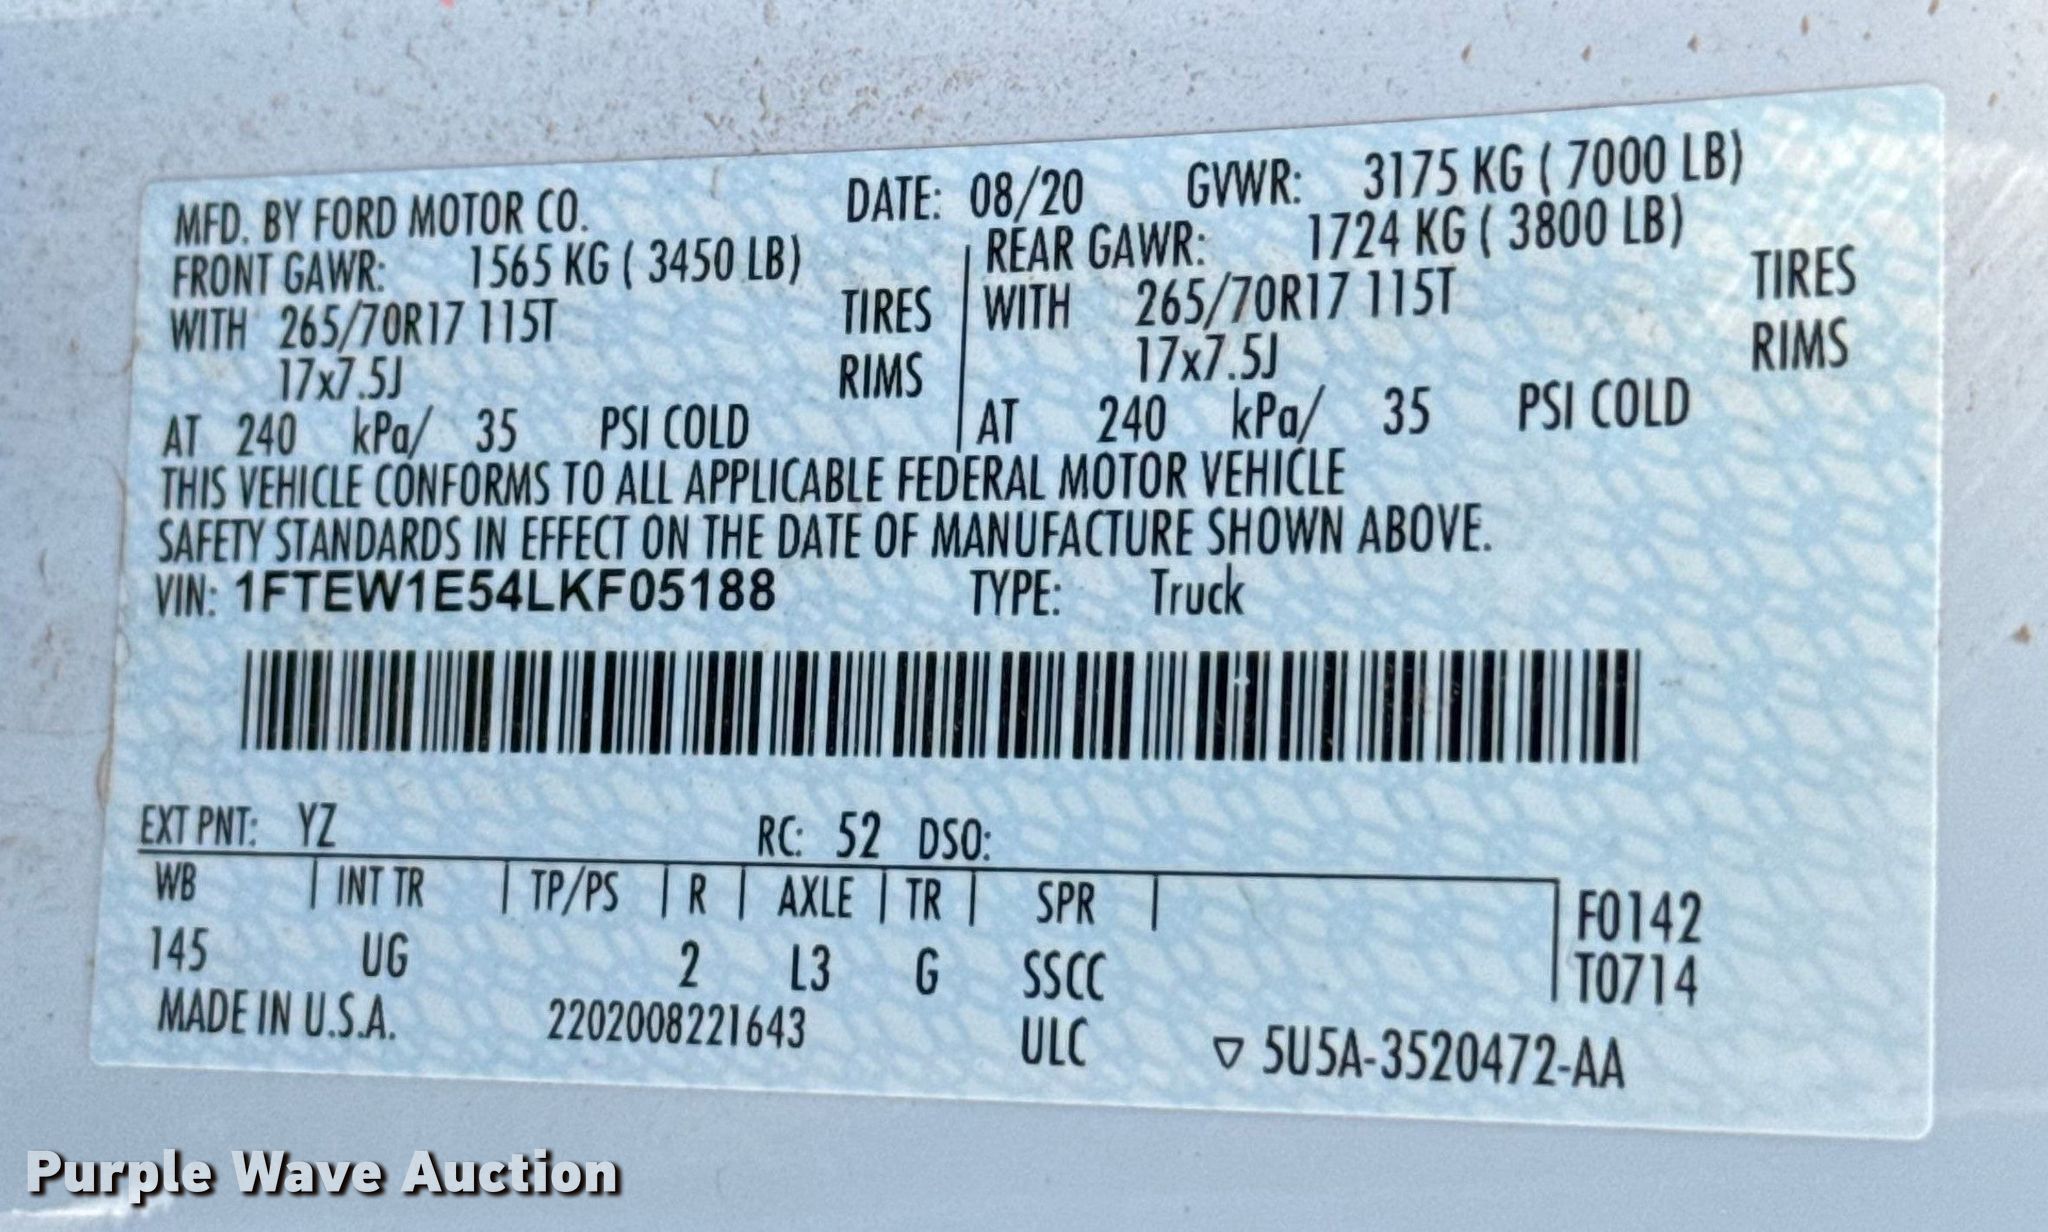 MFD. BY FORD MOTOR CO. DATE: 08/20 GVWR: 3175 KG ( 7000 LB)
FRONT GAWR: 1565 KG ( 3450 LB) REAR GAWR: 1724 KG ( 3800 LB)
WITH 265/70R17 115T TIRES WITH 265/70R17 115T TIRES
17x7.5J RIMS 17x7.5J RIMS
AT 240 kPa/ 35 PSI COLD AT 240 kPa/ 35 PSI COLD
THIS VEHICLE CONFORMS TO ALL APPLICABLE FEDERAL MOTOR VEHICLE
SAFETY STANDARDS IN EFFECT ON THE DATE OF MANUFACTURE SHOWN ABOVE.
VIN: 1FTEW1E54LKF05188 TYPE: Truck
EXT PNT: YZ RC: 52 DSO:
WB INT TR TP/PS R AXLE TR SPR F0142
145 UG 2 L3 G SSCC T0714
MADE IN U.S.A. 2202008221643 ULC ▽ 5U5A-3520472-AA
Purple Wave Auction